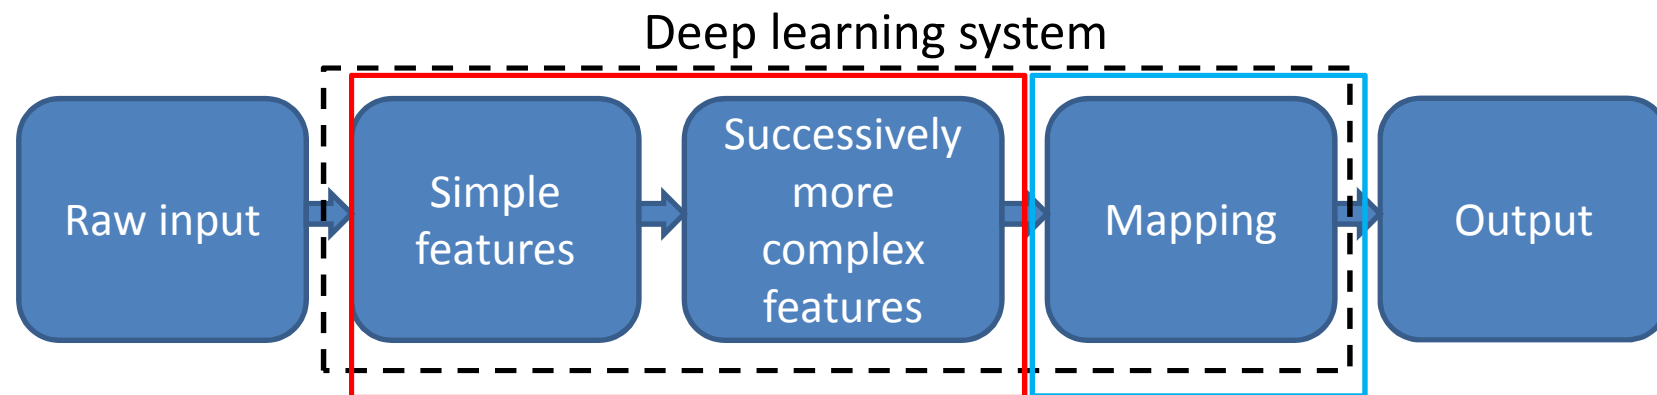 Deep learning system
Raw input
Simple
features
Successively
more
complex
features
Mapping
Output